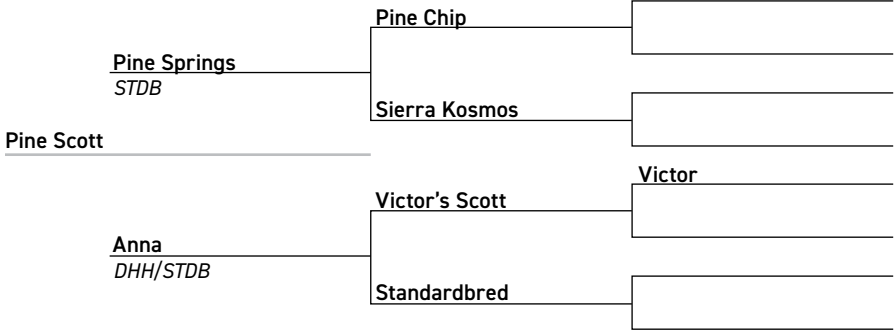 Pine Chip
Pine Springs
STDB
Sierra Kosmos
Pine Scott
Victor
Victor's Scott
Anna
DHH/STDB
Standardbred